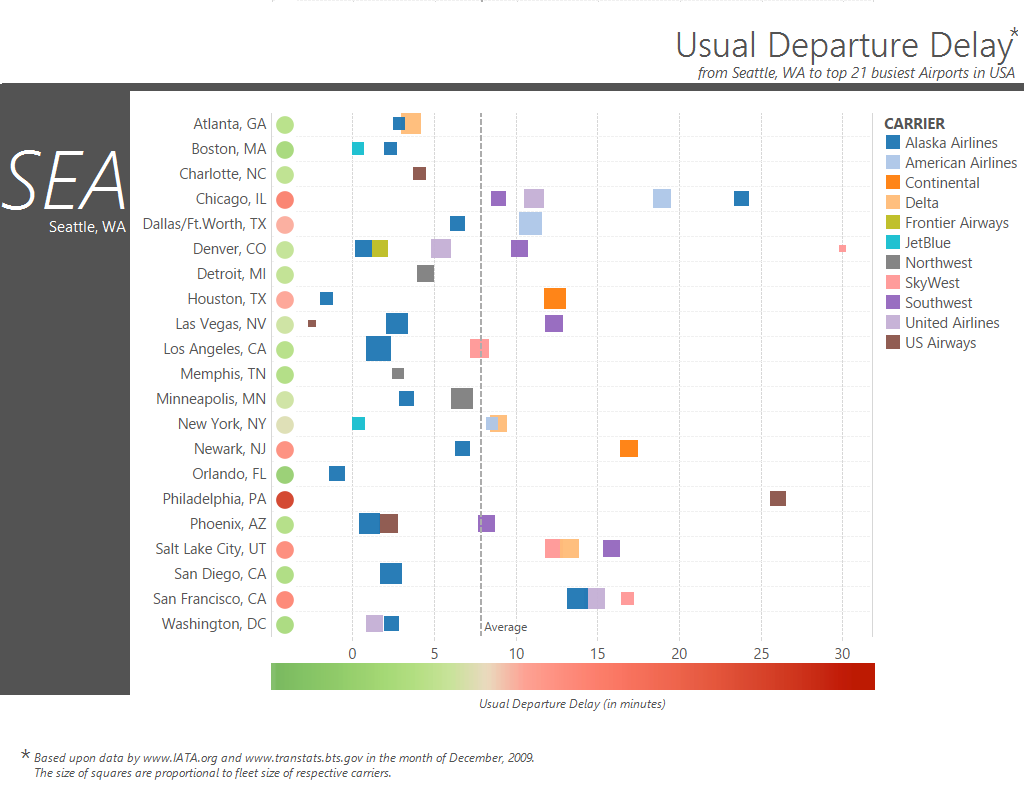 Usual Departure Delay*
from Seattle, WA to top 21 busiest Airports in USA
SEA
Seattle, WA
Atlanta, GA
Boston, MA
Charlotte, NC
Chicago, IL
Dallas/Ft.Worth, TX
Denver, CO
Detroit, MI
Houston, TX
Las Vegas, NV
Los Angeles, CA
Memphis, TN
Minneapolis, MN
New York, NY
Newark, NJ
Orlando, FL
Philadelphia, PA
Phoenix, AZ
Salt Lake City, UT
San Diego, CA
San Francisco, CA
Washington, DC
Average
0 5 10 15 20 25 30
Usual Departure Delay (in minutes)
CARRIER
Alaska Airlines
American Airlines
Continental
Delta
Frontier Airways
JetBlue
Northwest
SkyWest
Southwest
United Airlines
US Airways
* Based upon data by www.IATA.org and www.transtats.bts.gov in the month of December, 2009.
The size of squares are proportional to fleet size of respective carriers.